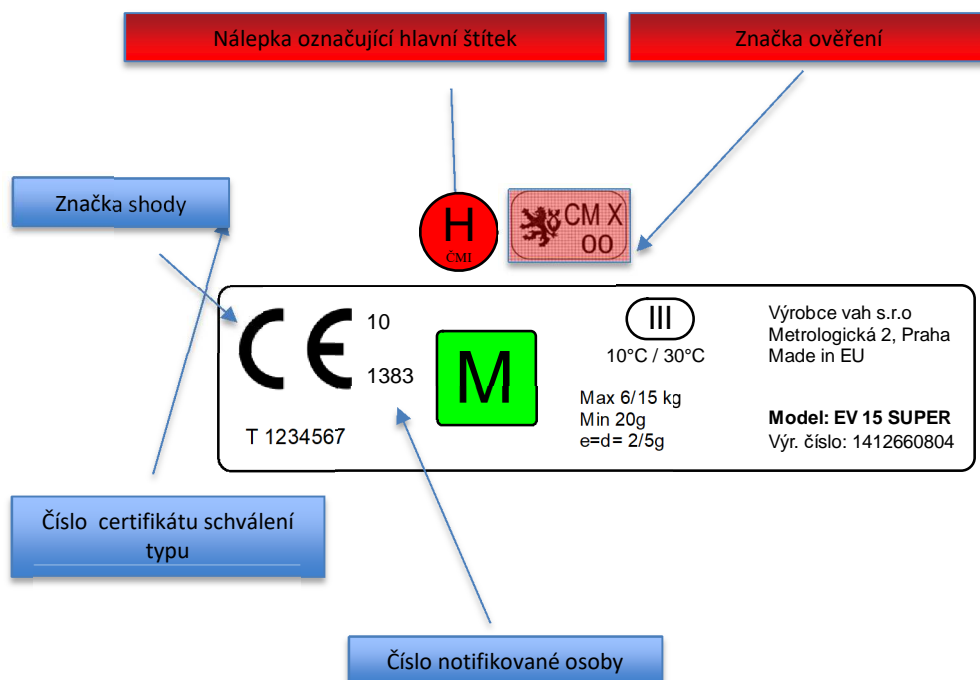 Nálepka označující hlavní štítek
Značka ověření
Značka shody
H
ČMI
CM X
00
CE
10
1383
T 1234567
M
III
10°C / 30°C
Max 6/15 kg
Min 20g
e=d= 2/5g
Výrobce vah s.r.o
Metrologická 2, Praha
Made in EU
Model: EV 15 SUPER
Výr. číslo: 1412660804
Číslo certifikátu schválení
typu
Číslo notifikované osoby